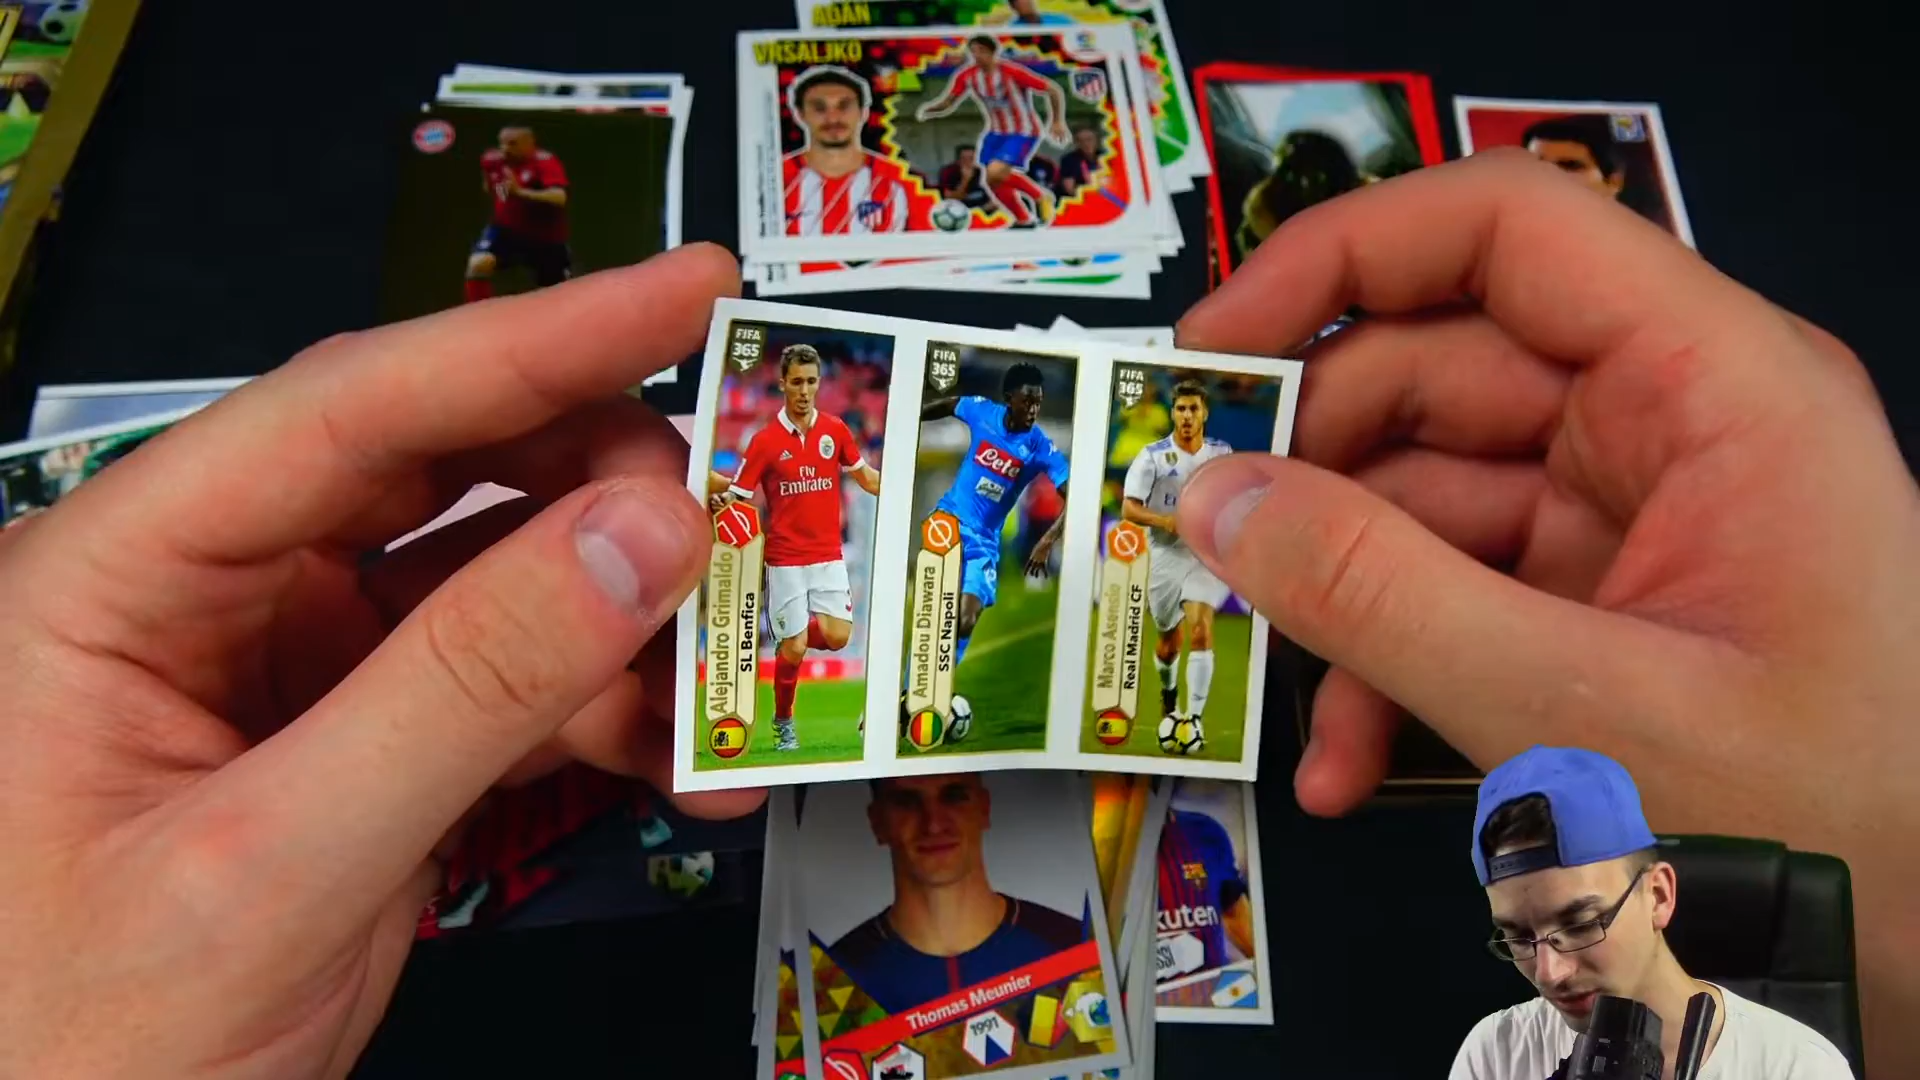 ADÁN
VRSALJKO
FIFA
365
Fly
Emirates
Alejandro Grimaldo
SL Benfica
FIFA
365
Lete
Amadou Diawara
SSC Napoli
FIFA
365
Marco Asensio
Real Madrid CF
Thomas Meunier
1991
kuten
SSI